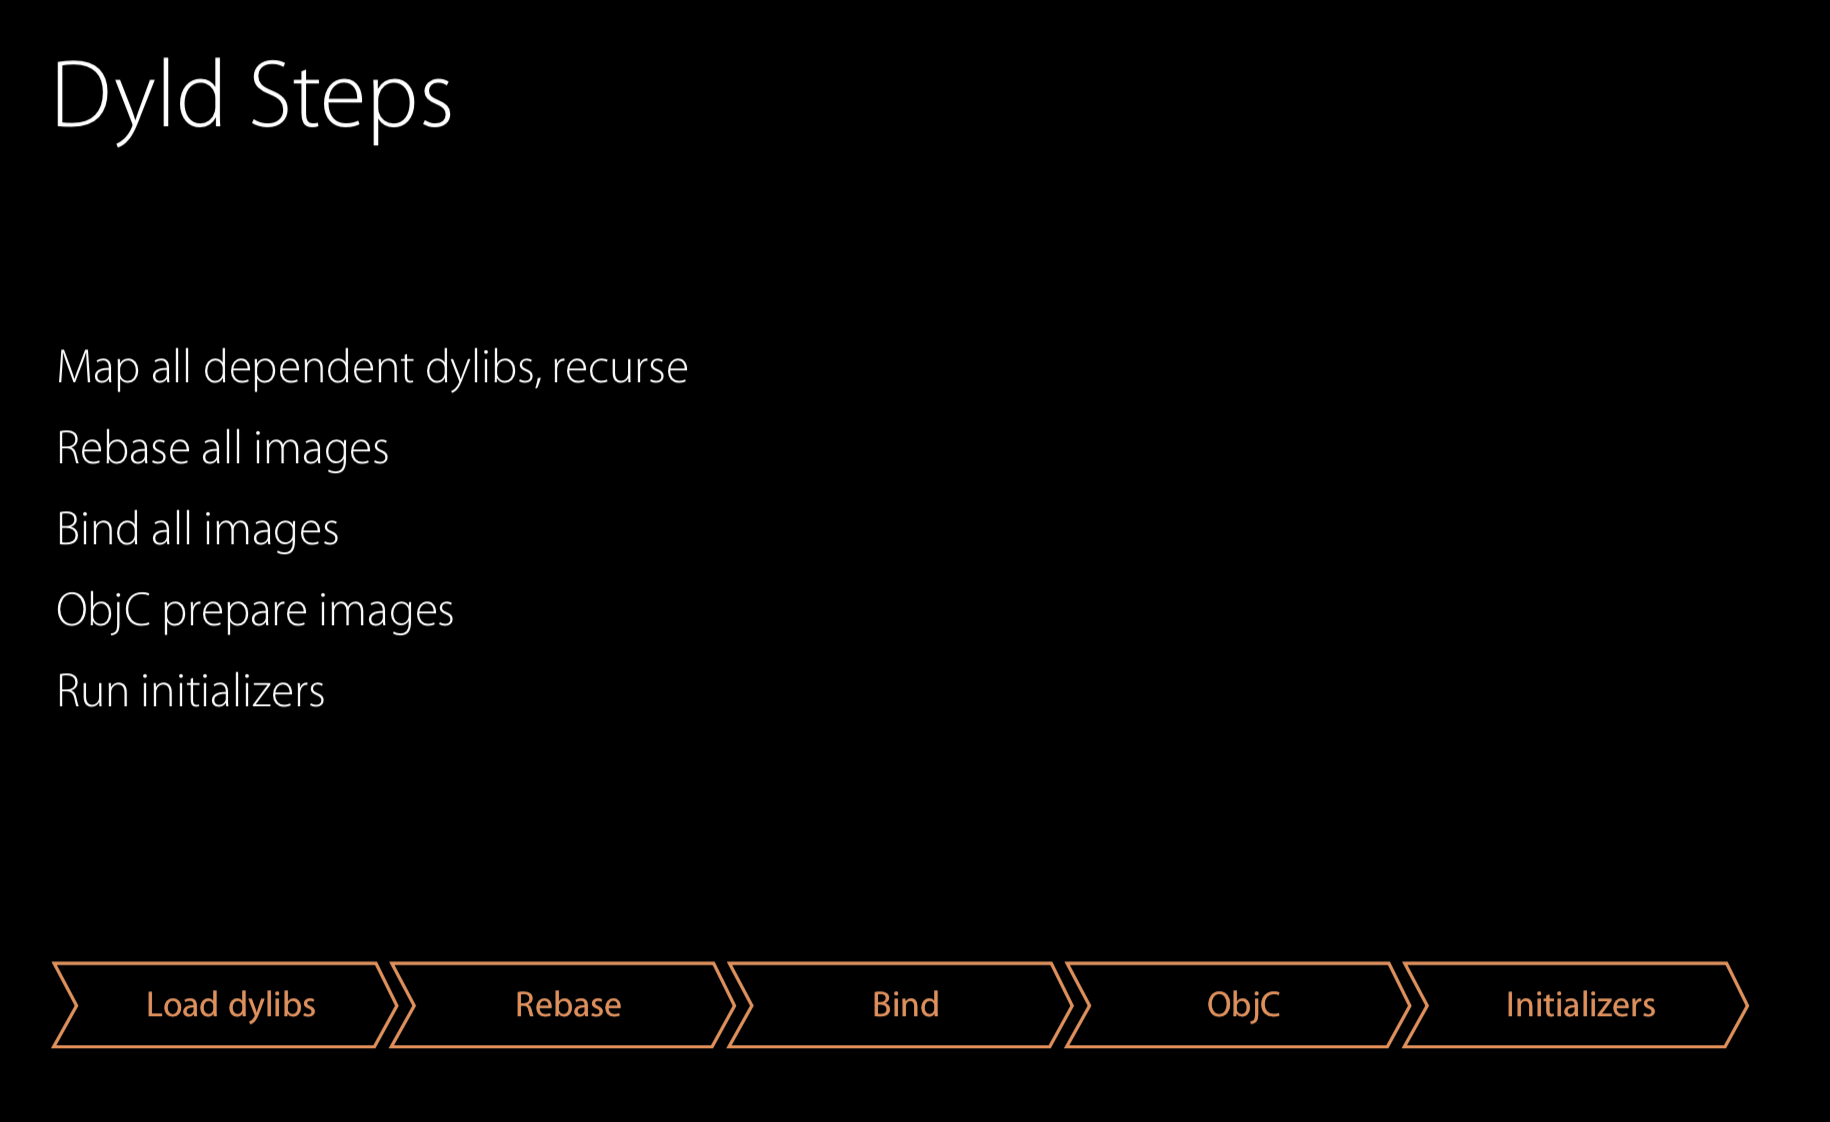 Dyld Steps
Map all dependent dylibs, recurse
Rebase all images
Bind all images
ObjC prepare images
Run initializers
Load dylibs
Rebase
Bind
ObjC
Initializers